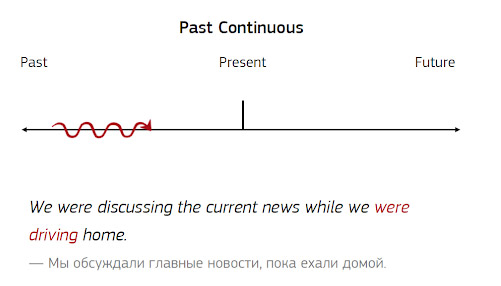 Past Continuous
Past Present Future
We were discussing the current news while we were
driving home.
— Мы обсуждали главные новости, пока ехали домой.